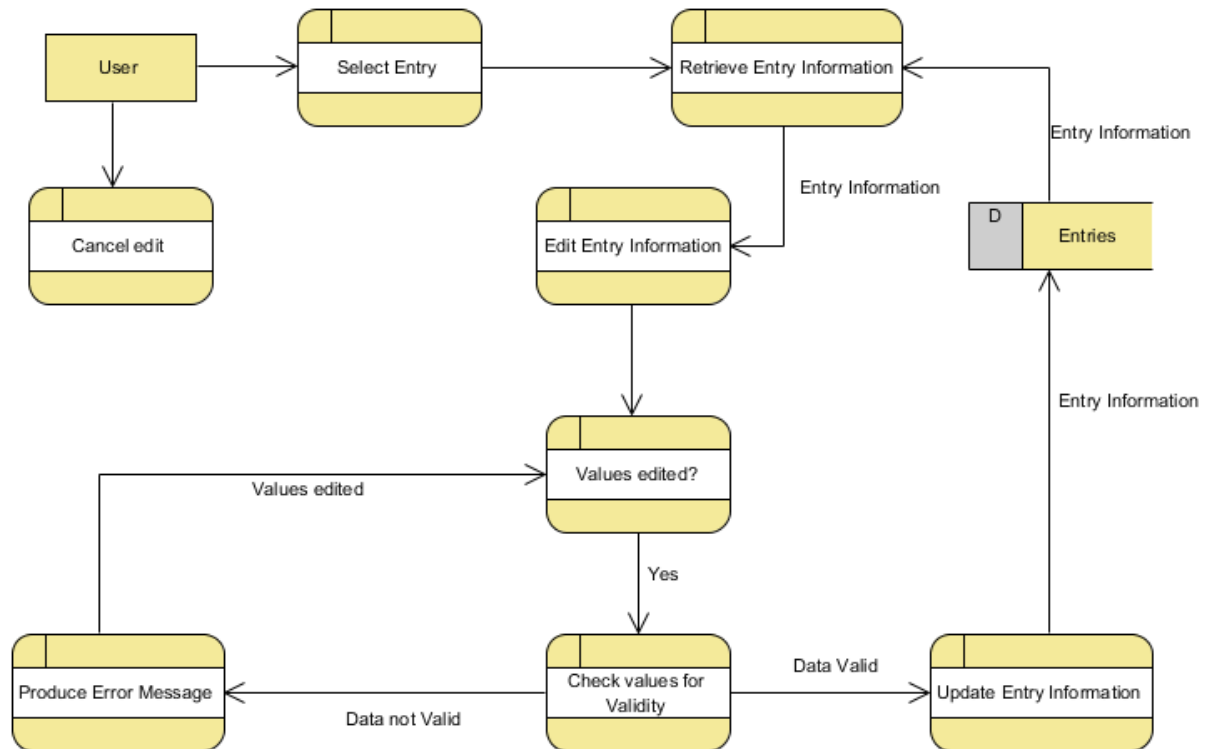 User
Select Entry
Retrieve Entry Information
Entry Information
Entry Information
Cancel edit
Edit Entry Information
D
Entries
Entry Information
Values edited?
Values edited
Yes
Produce Error Message
Data not Valid
Check values for
Validity
Data Valid
Update Entry Information